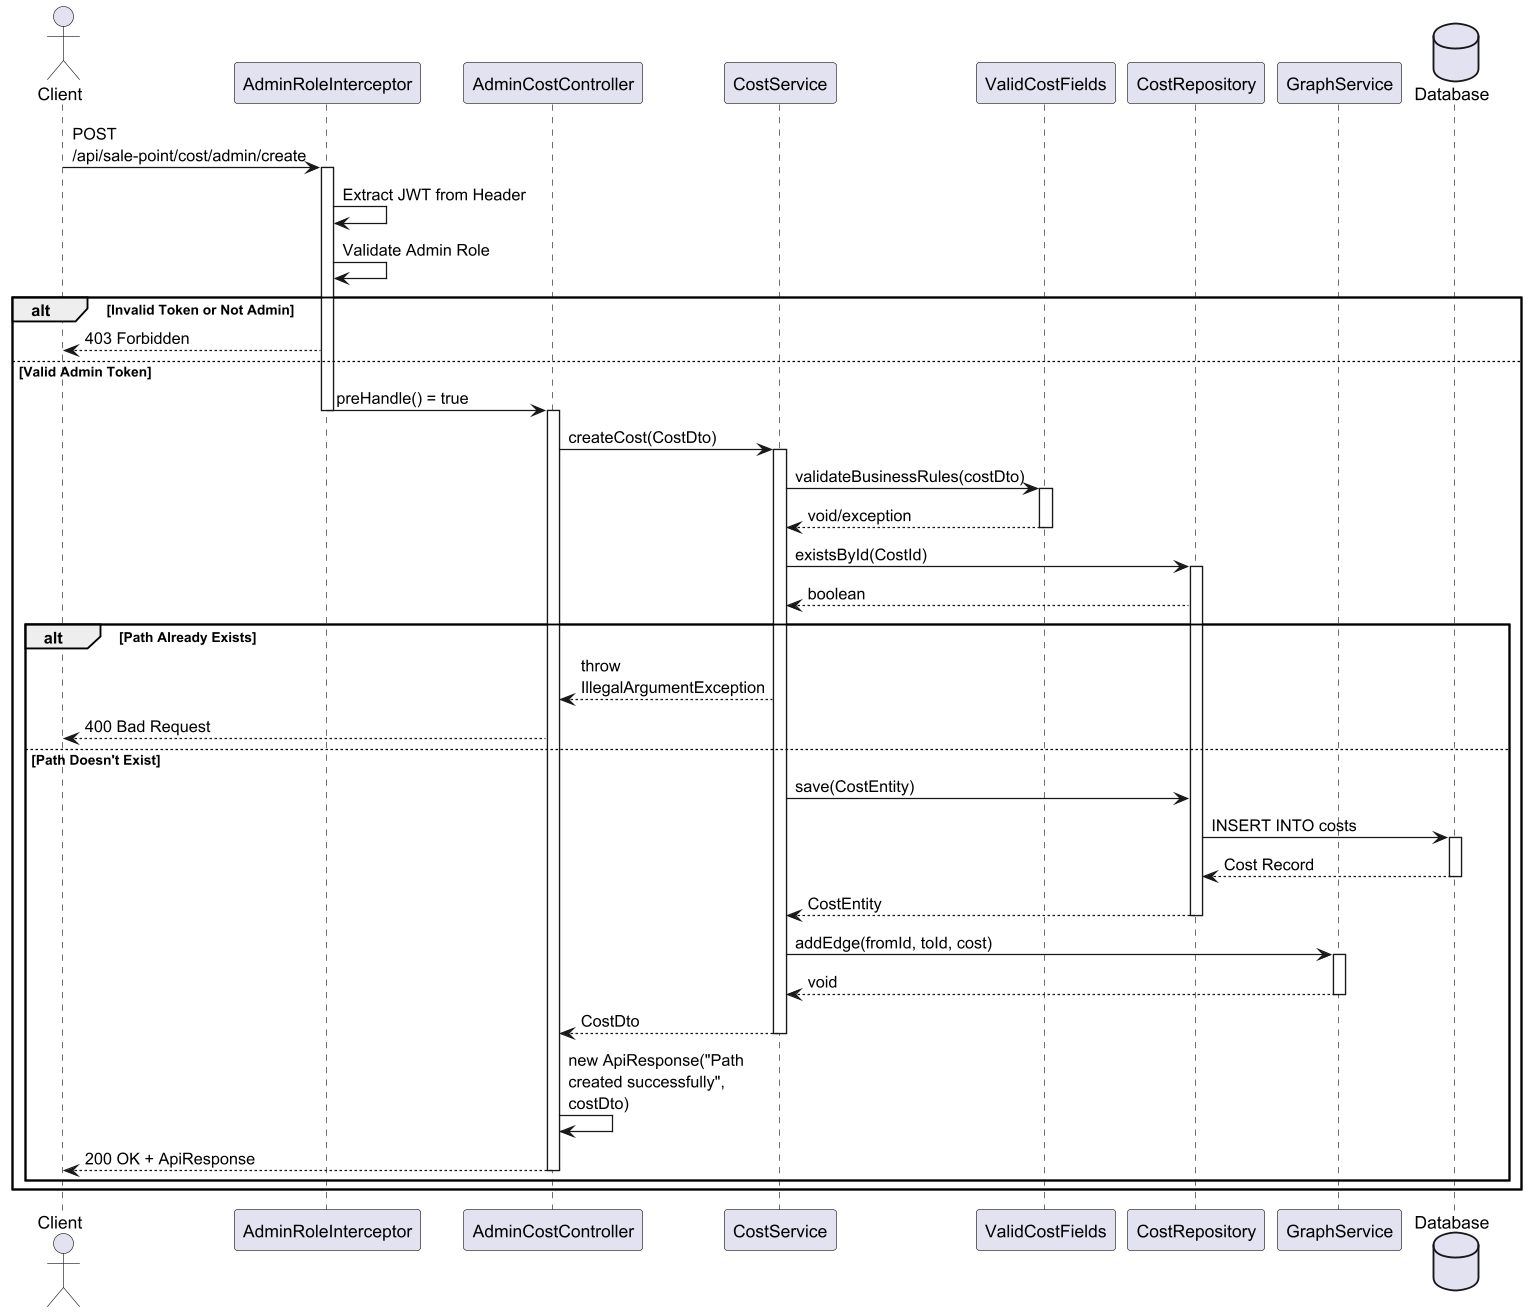 Client
AdminRoleInterceptor
AdminCostController
CostService
ValidCostFields
CostRepository
GraphService
Database
POST
/api/sale-point/cost/admin/create
Extract JWT from Header
Validate Admin Role
alt
[Invalid Token or Not Admin]
403 Forbidden
[Valid Admin Token]
preHandle() = true
createCost(CostDto)
validateBusinessRules(costDto)
void/exception
existsById(CostId)
boolean
alt
[Path Already Exists]
throw
IllegalArgumentException
400 Bad Request
[Path Doesn't Exist]
save(CostEntity)
INSERT INTO costs
Cost Record
CostEntity
addEdge(fromId, toId, cost)
void
CostDto
new ApiResponse("Path
created successfully",
costDto)
200 OK + ApiResponse
Client
AdminRoleInterceptor
AdminCostController
CostService
ValidCostFields
CostRepository
GraphService
Database